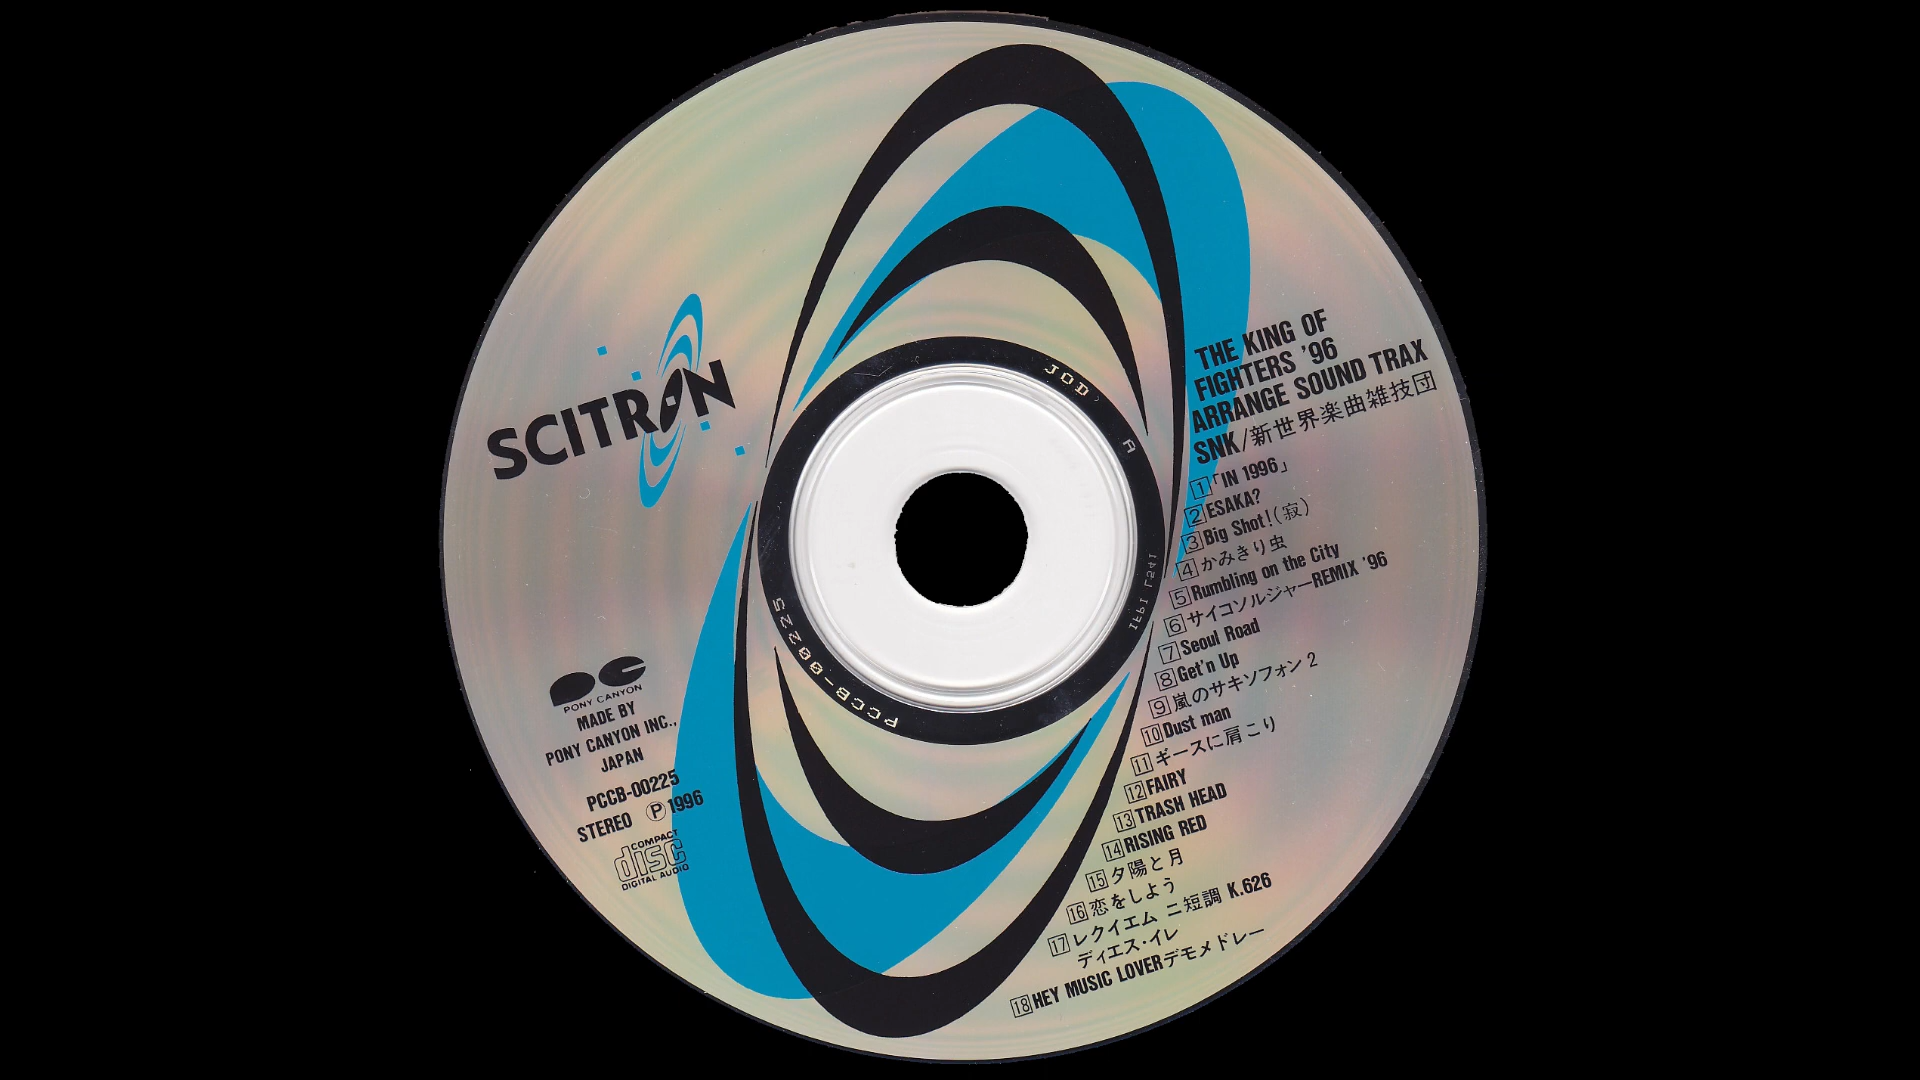 SCITRON
PONY CANYON
MADE BY
PONY CANYON INC.,
JAPAN
PCCB-00225
STEREO Ⓟ1996
COMPACT
disc
DIGITAL AUDIO
JOD
A
PCCB-00225
THE KING OF
FIGHTERS '96
ARRANGE SOUND TRAX
SNK/新世界楽曲雑技団
1「IN 1996」
2 ESAKA?
3 Big Shot!(寂)
4 かみきり虫
5 Rumbling on the City
6 サイコソルジャーREMIX '96
7 Seoul Road
8 Get'n Up
9 嵐のサキソフォン2
10 Dust man
11 ギースに肩こり
12 FAIRY
13 TRASH HEAD
14 RISING RED
15 夕陽と月
16 恋をしよう
17 レクイエム ニ短調 K.626
ディエス・イレ
18 HEY MUSIC LOVERデモメドレー